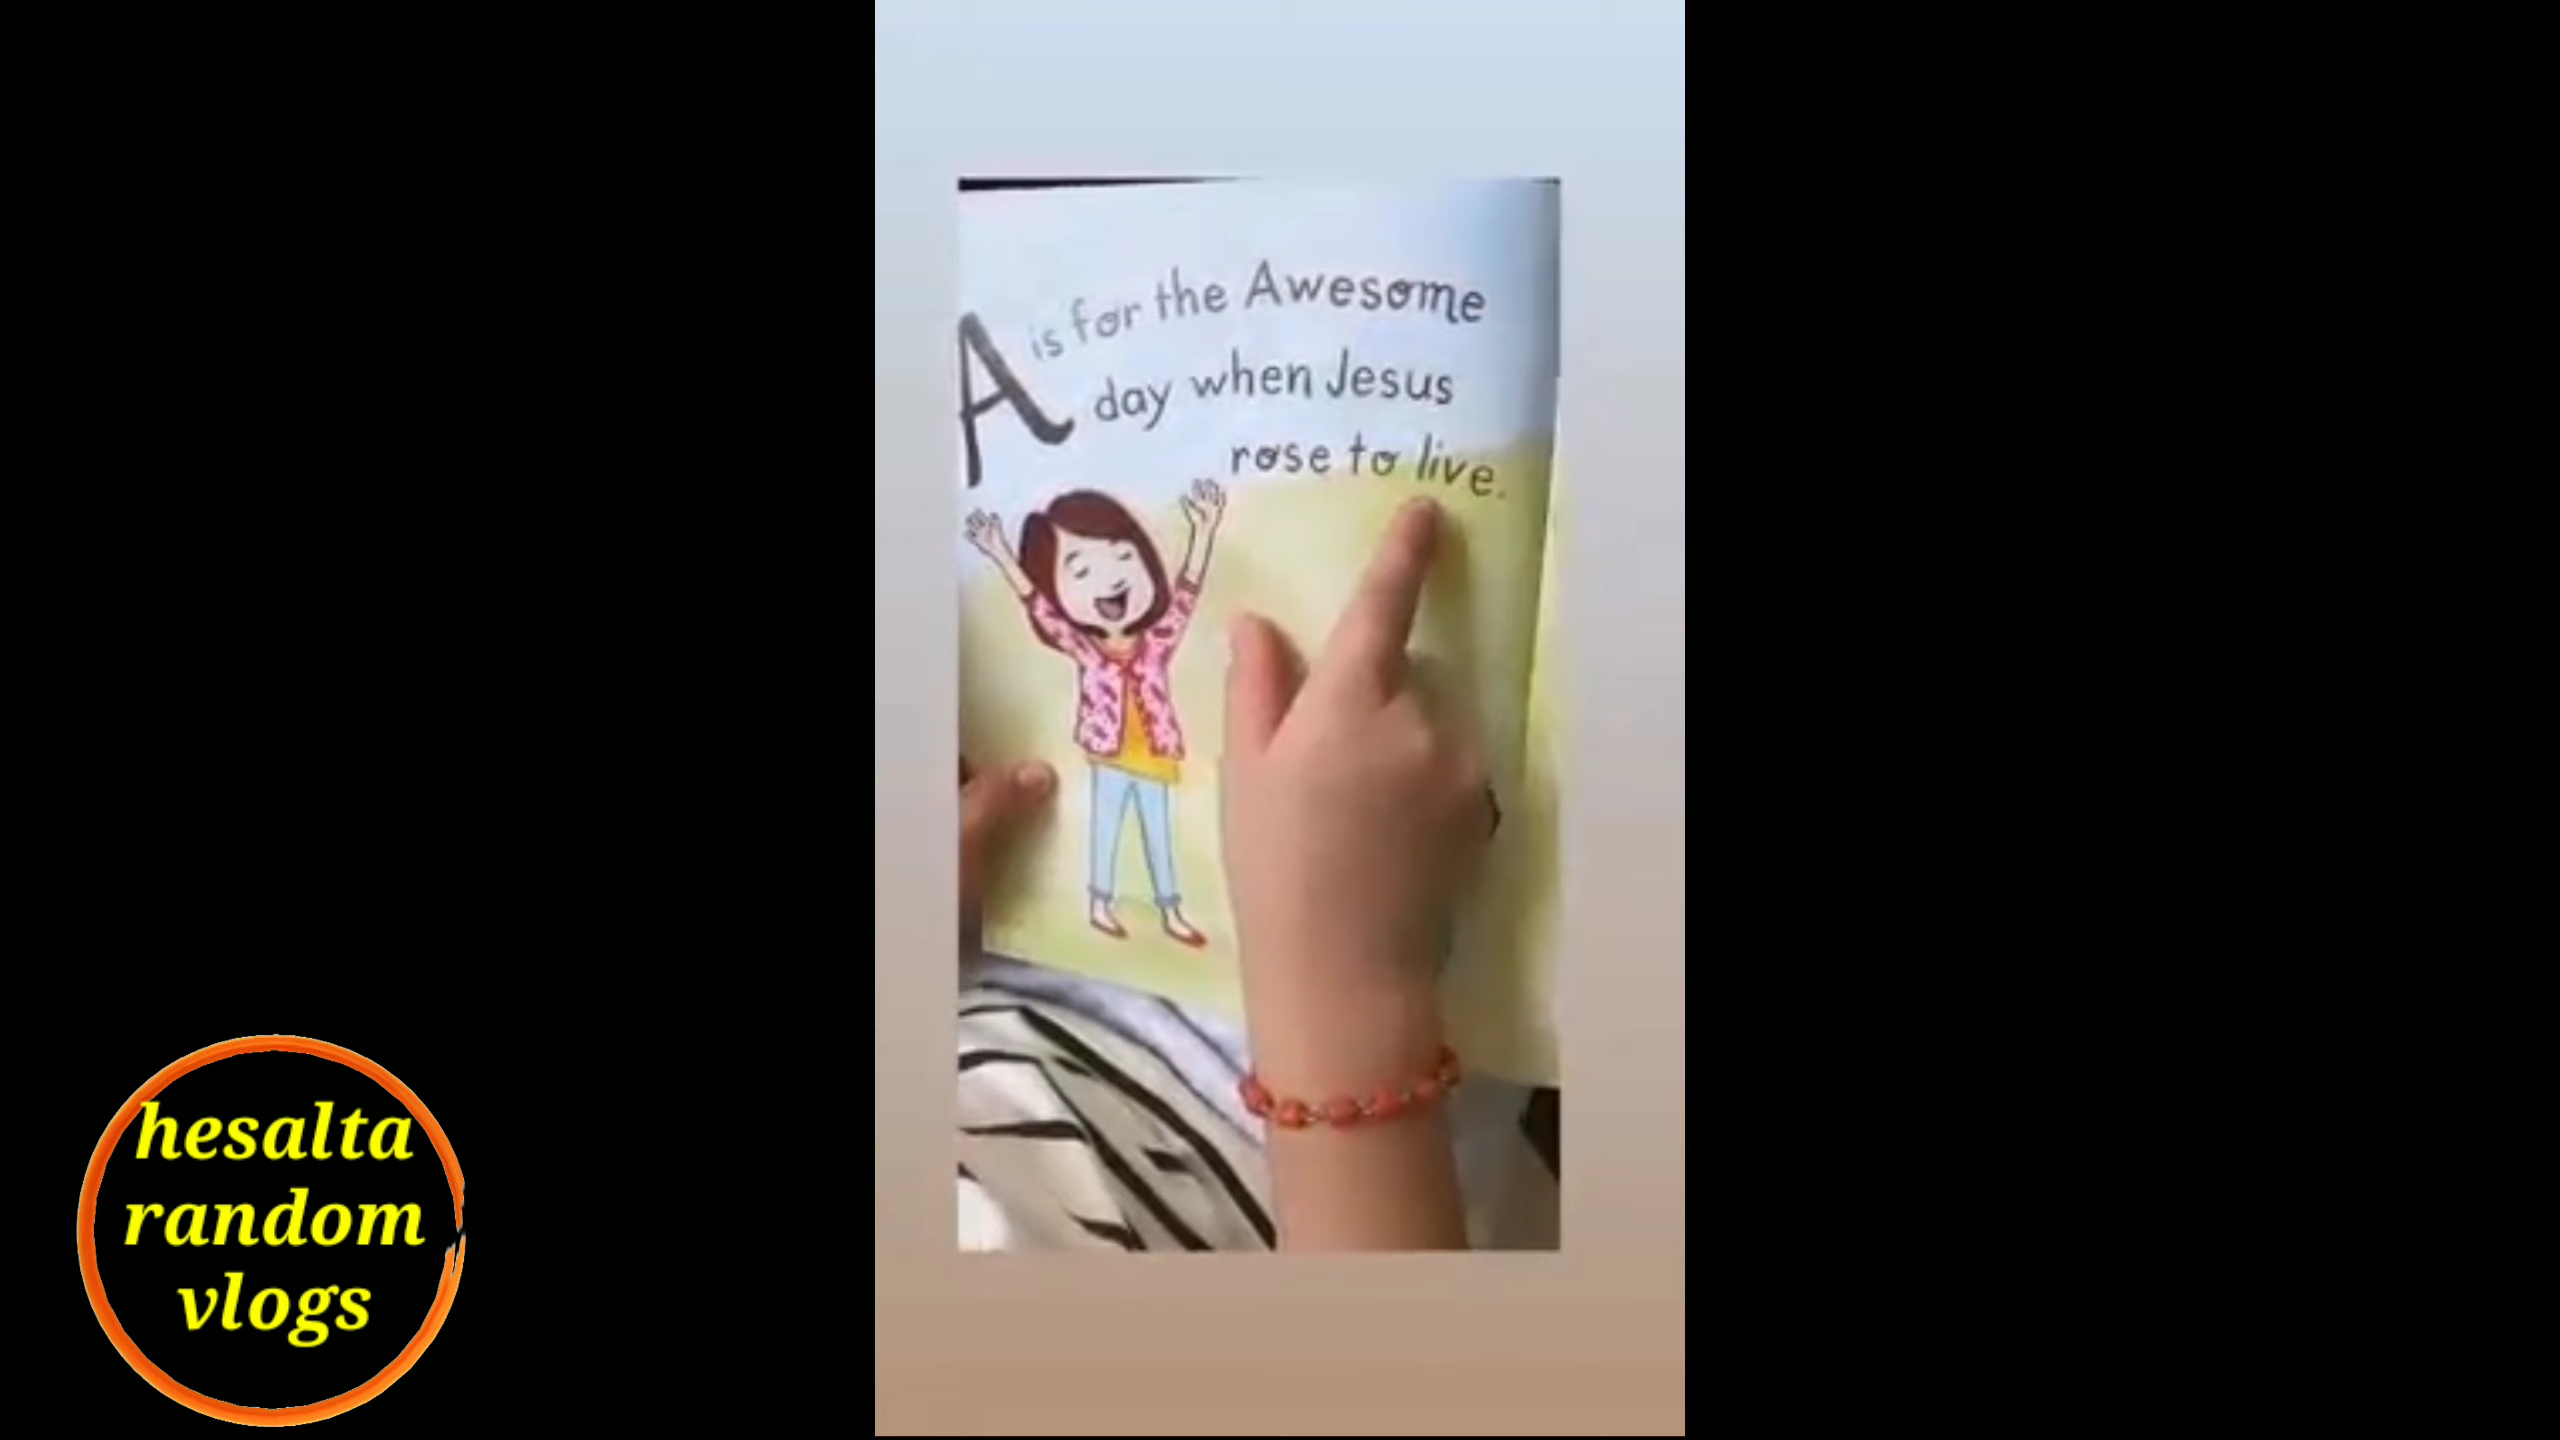 A is for the Awesome
day when Jesus
rose to live.
hesalta
random
vlogs